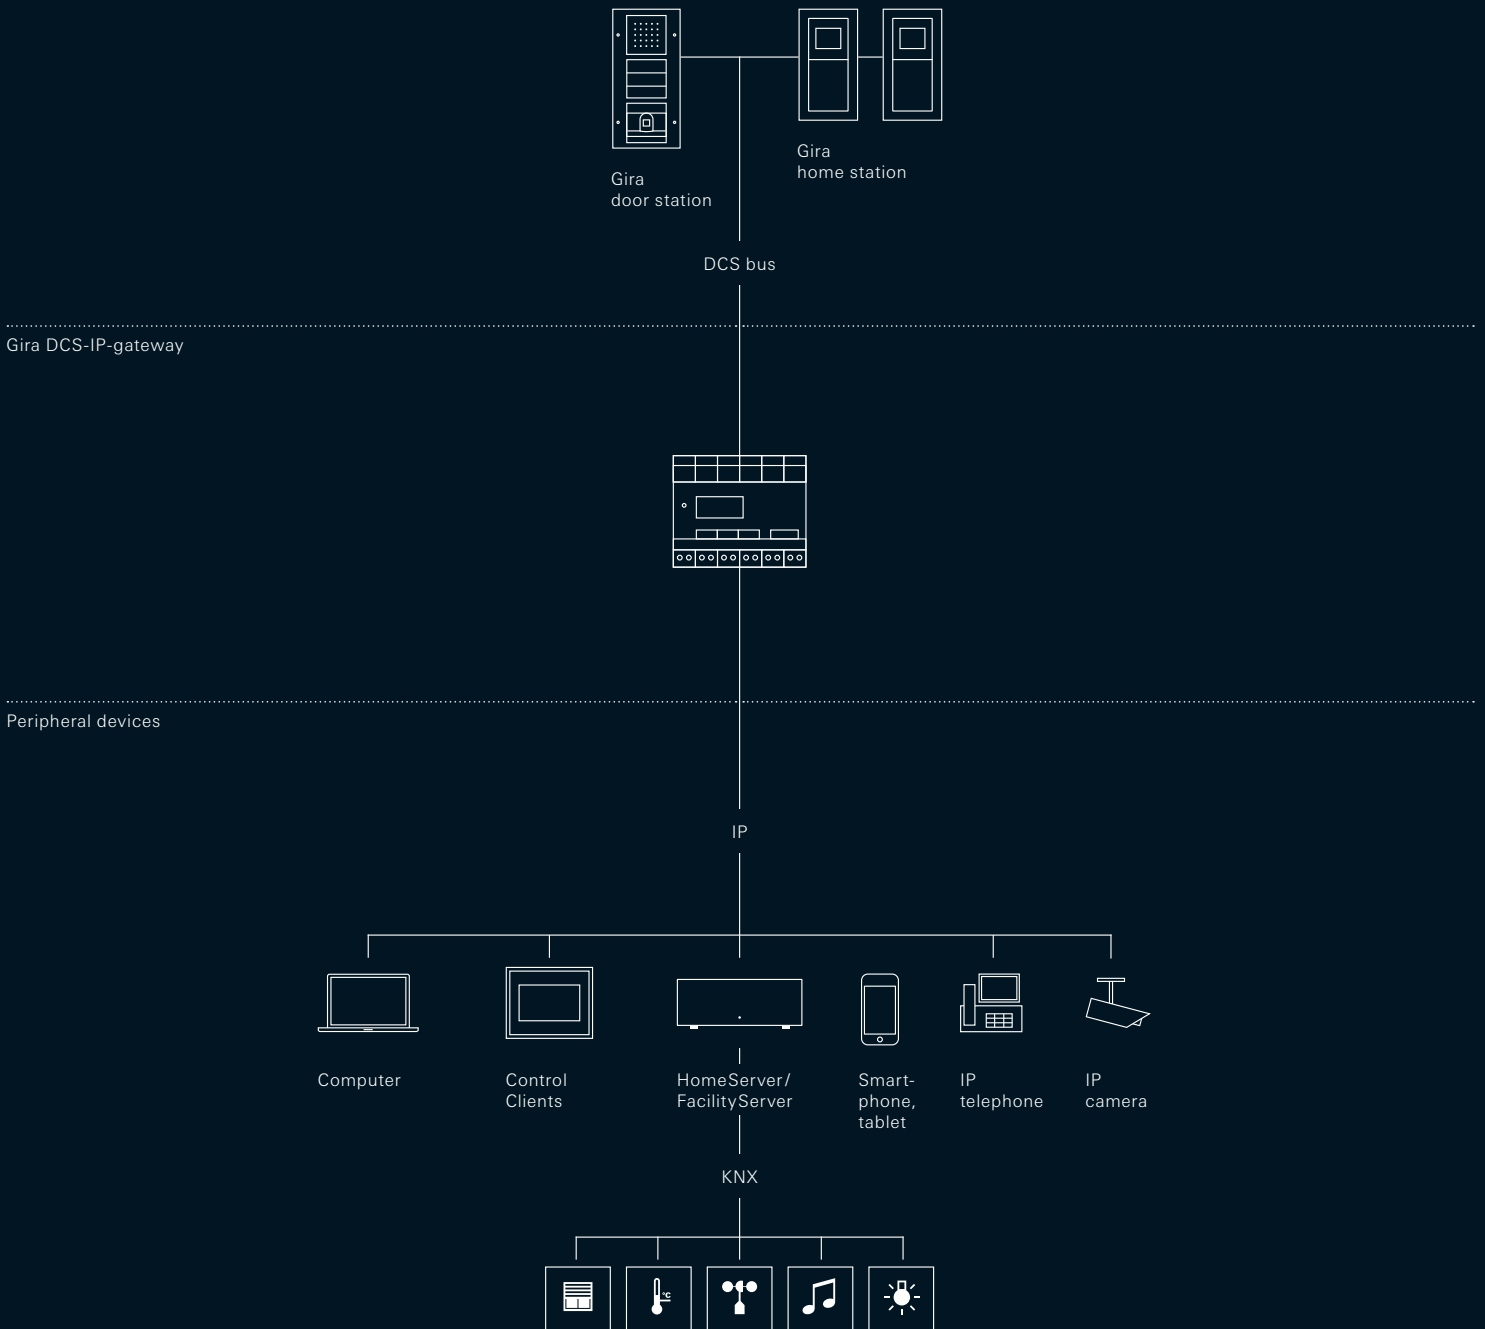 Gira
door station
Gira
home station
DCS bus
Gira DCS-IP-gateway
Peripheral devices
IP
Computer
Control
Clients
HomeServer/
FacilityServer
Smart-
phone,
tablet
IP
telephone
IP
camera
KNX
°C